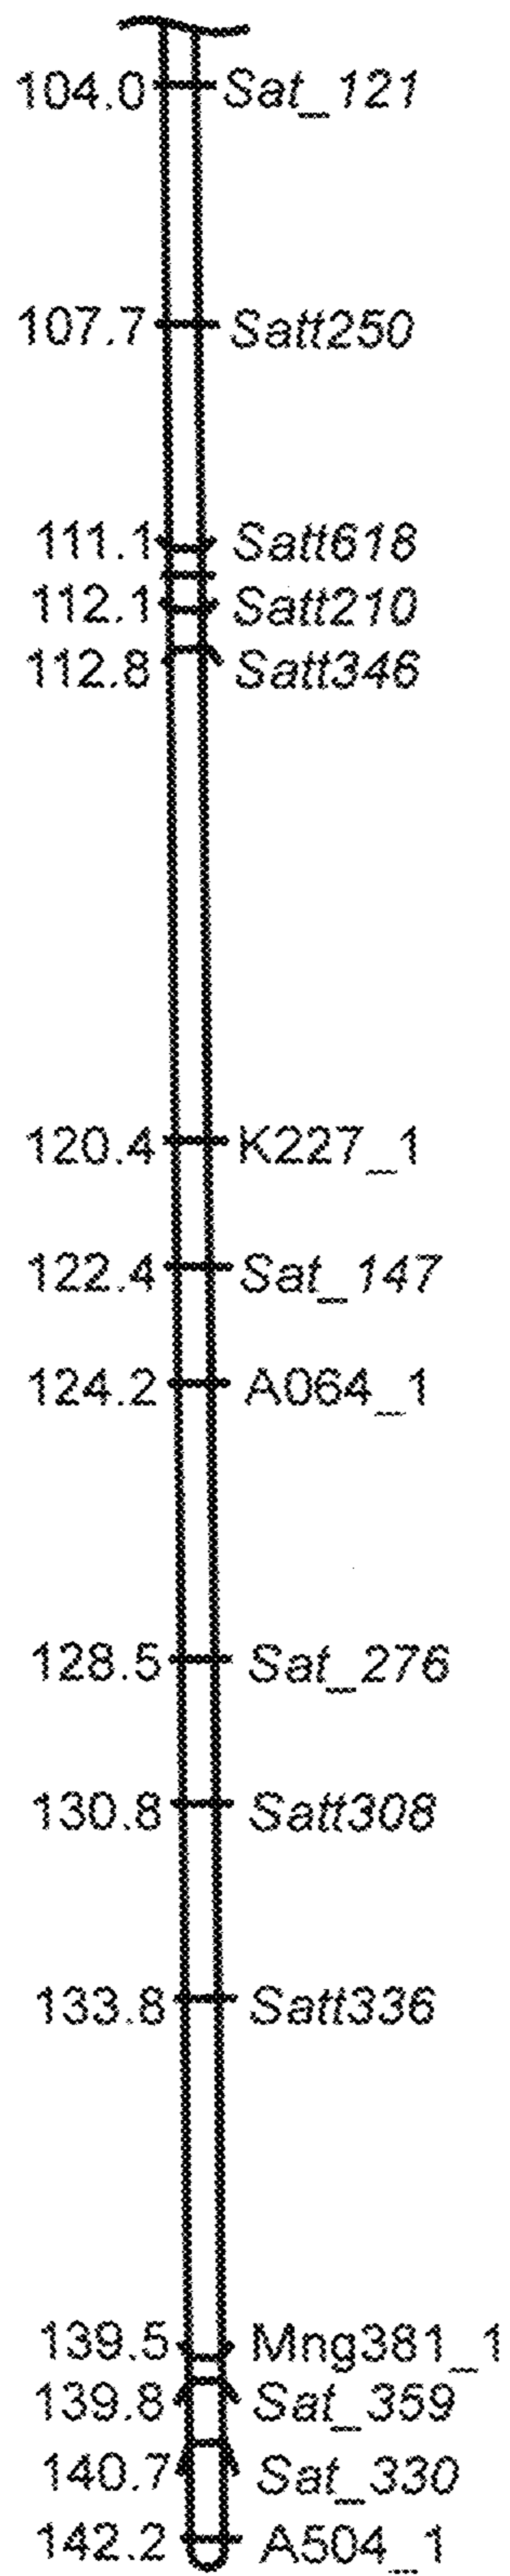 104.0 Sat_121
107.7 Satt250
111.1 Satt618
112.1 Satt210
112.8 Satt346
120.4 K227_1
122.4 Sat_147
124.2 A064_1
128.5 Sat_276
130.8 Satt308
133.8 Satt336
139.5 Mng381_1
139.8 Sat_359
140.7 Sat_330
142.2 A504_1